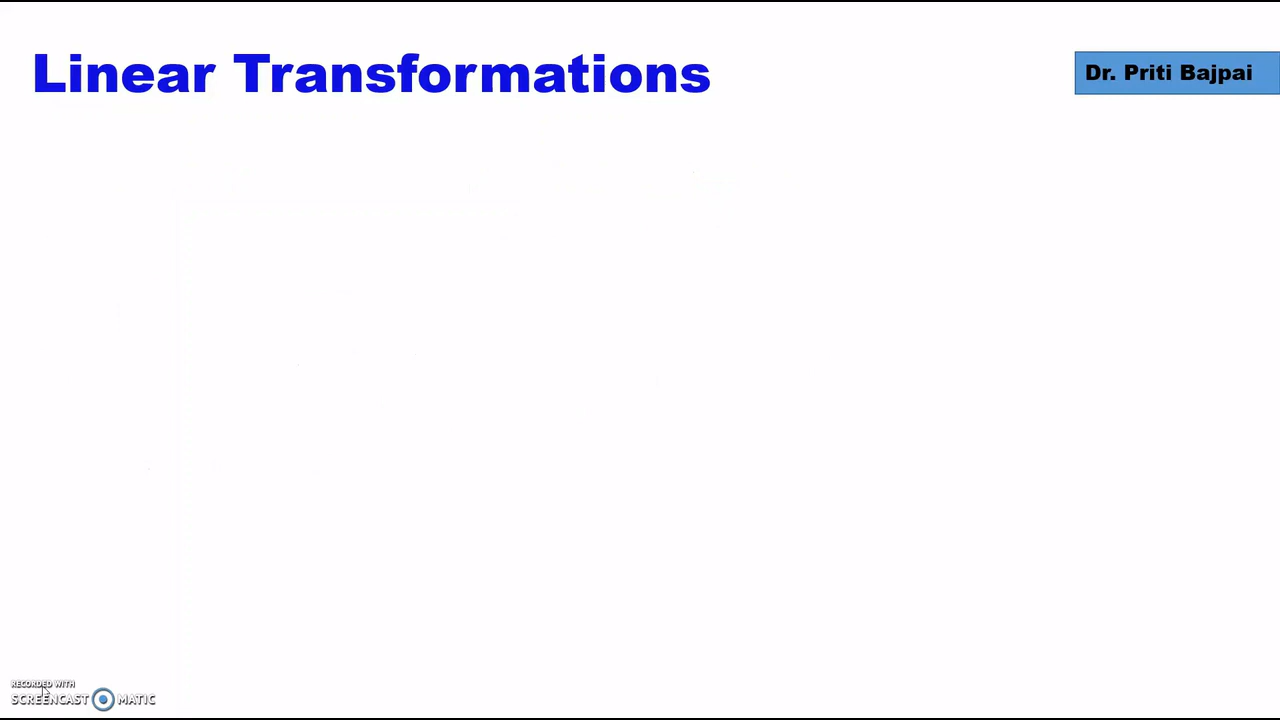 Linear Transformations
Dr. Priti Bajpai
RECORDED WITH
SCREENCAST MATIC